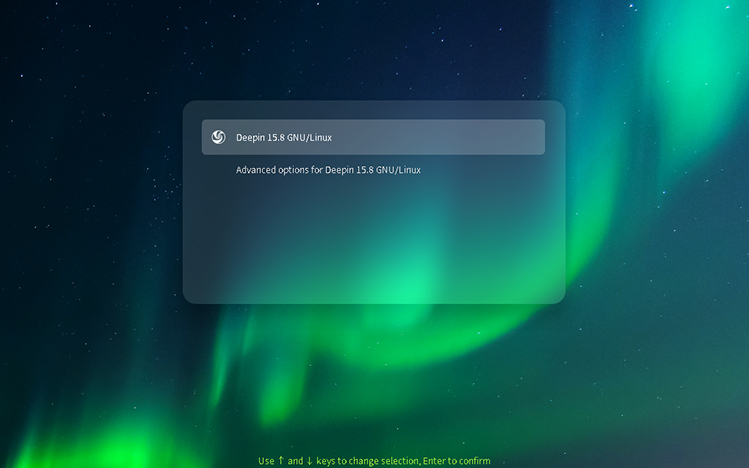 Deepin 15.8 GNU/Linux
Advanced options for Deepin 15.8 GNU/Linux
Use ↑ and ↓ keys to change selection, Enter to confirm